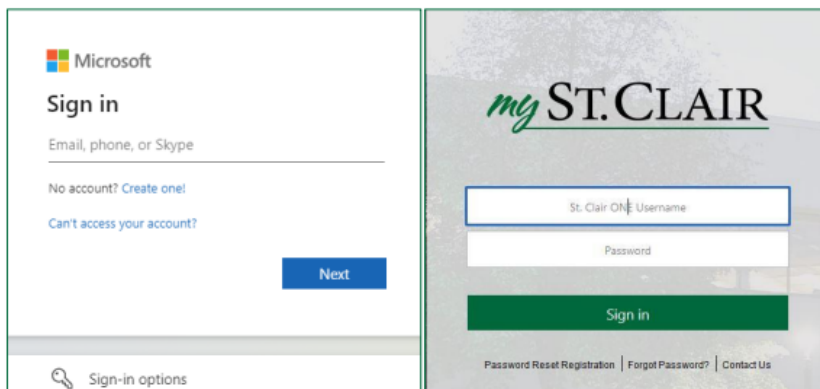 Microsoft
Sign in
Email, phone, or Skype
No account? Create one!
Can't access your account?
Next
Sign-in options
my ST. CLAIR
St. Clair ONE Username
Password
Sign in
Password Reset Registration | Forgot Password? | Contact Us